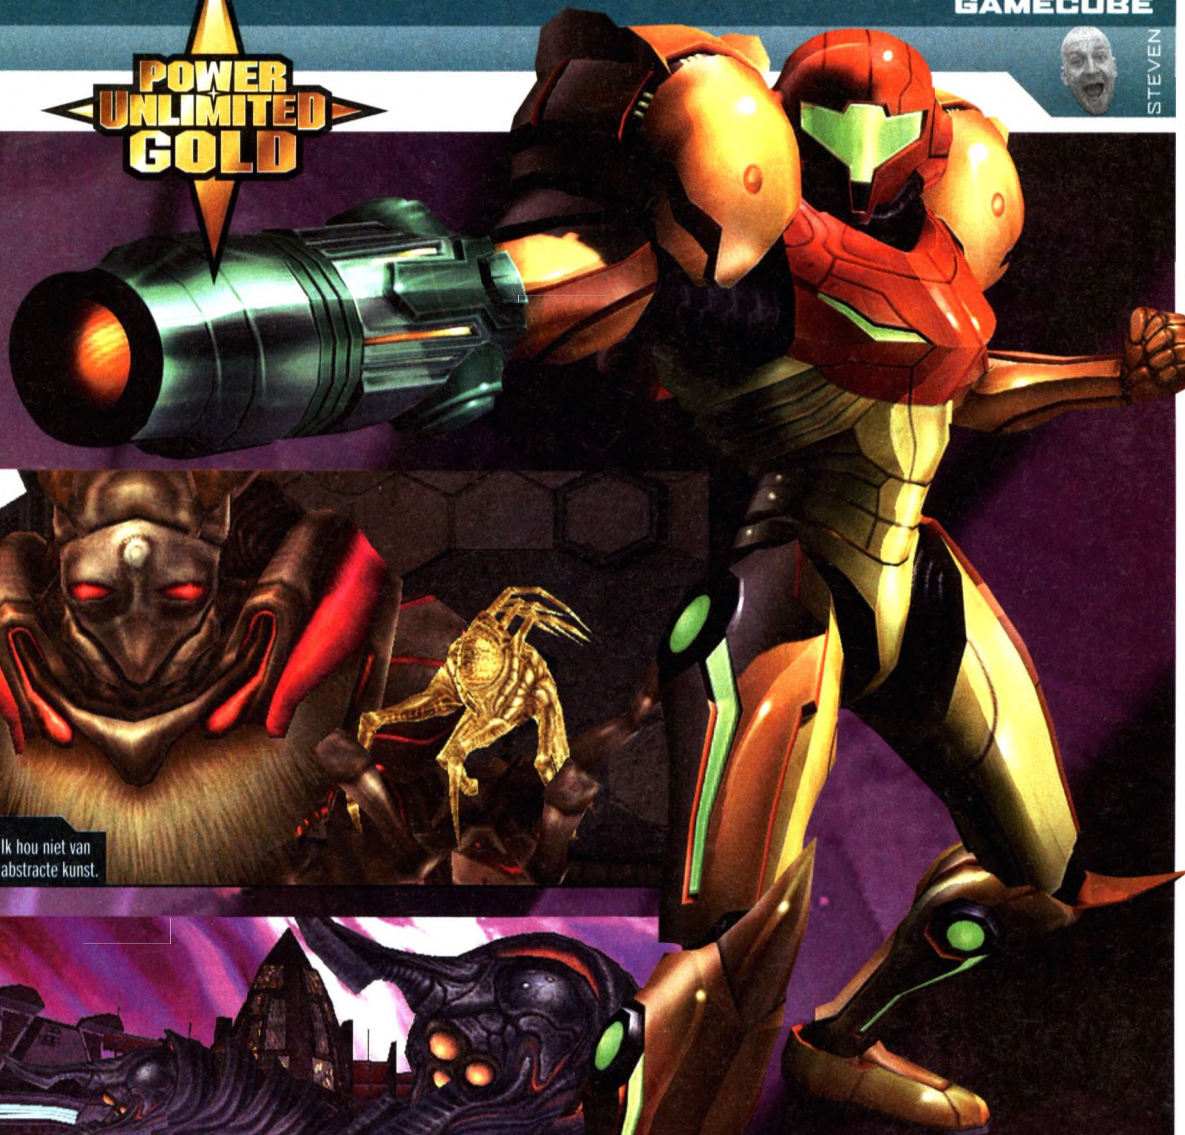 GAMECUBE
STEVEN
POWER
UNLIMITED
GOLD
Ik hou niet van
abstracte kunst.